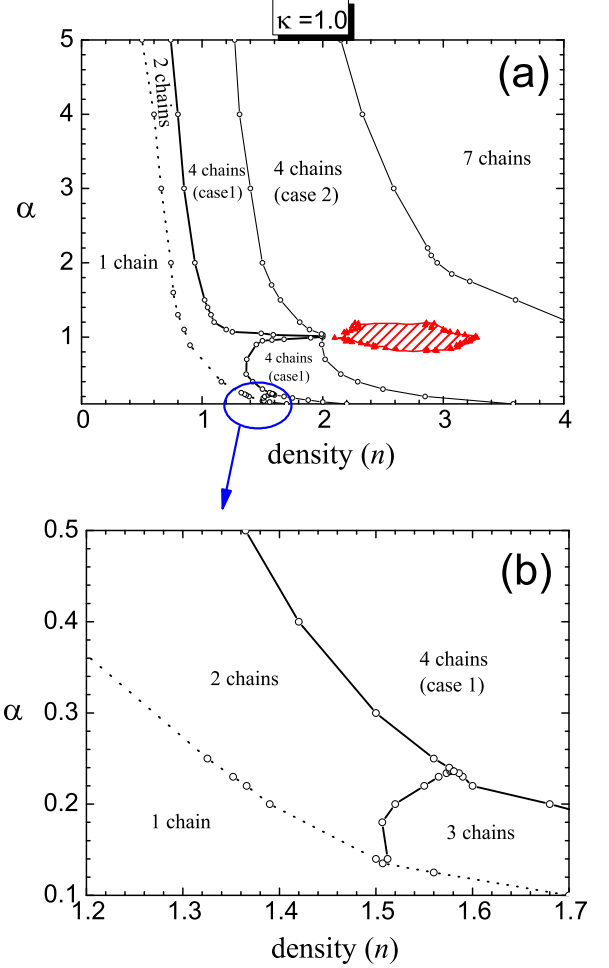 κ =1.0
5
4
3
2
1
0
α
(a)
2 chains
4 chains
(case1)
4 chains
(case 2)
7 chains
1 chain
4 chains
(case1)
0 1 2 3 4
density (n)
0.5
0.4
0.3
0.2
0.1
α
(b)
2 chains
4 chains
(case 1)
1 chain
3 chains
1.2 1.3 1.4 1.5 1.6 1.7
density (n)